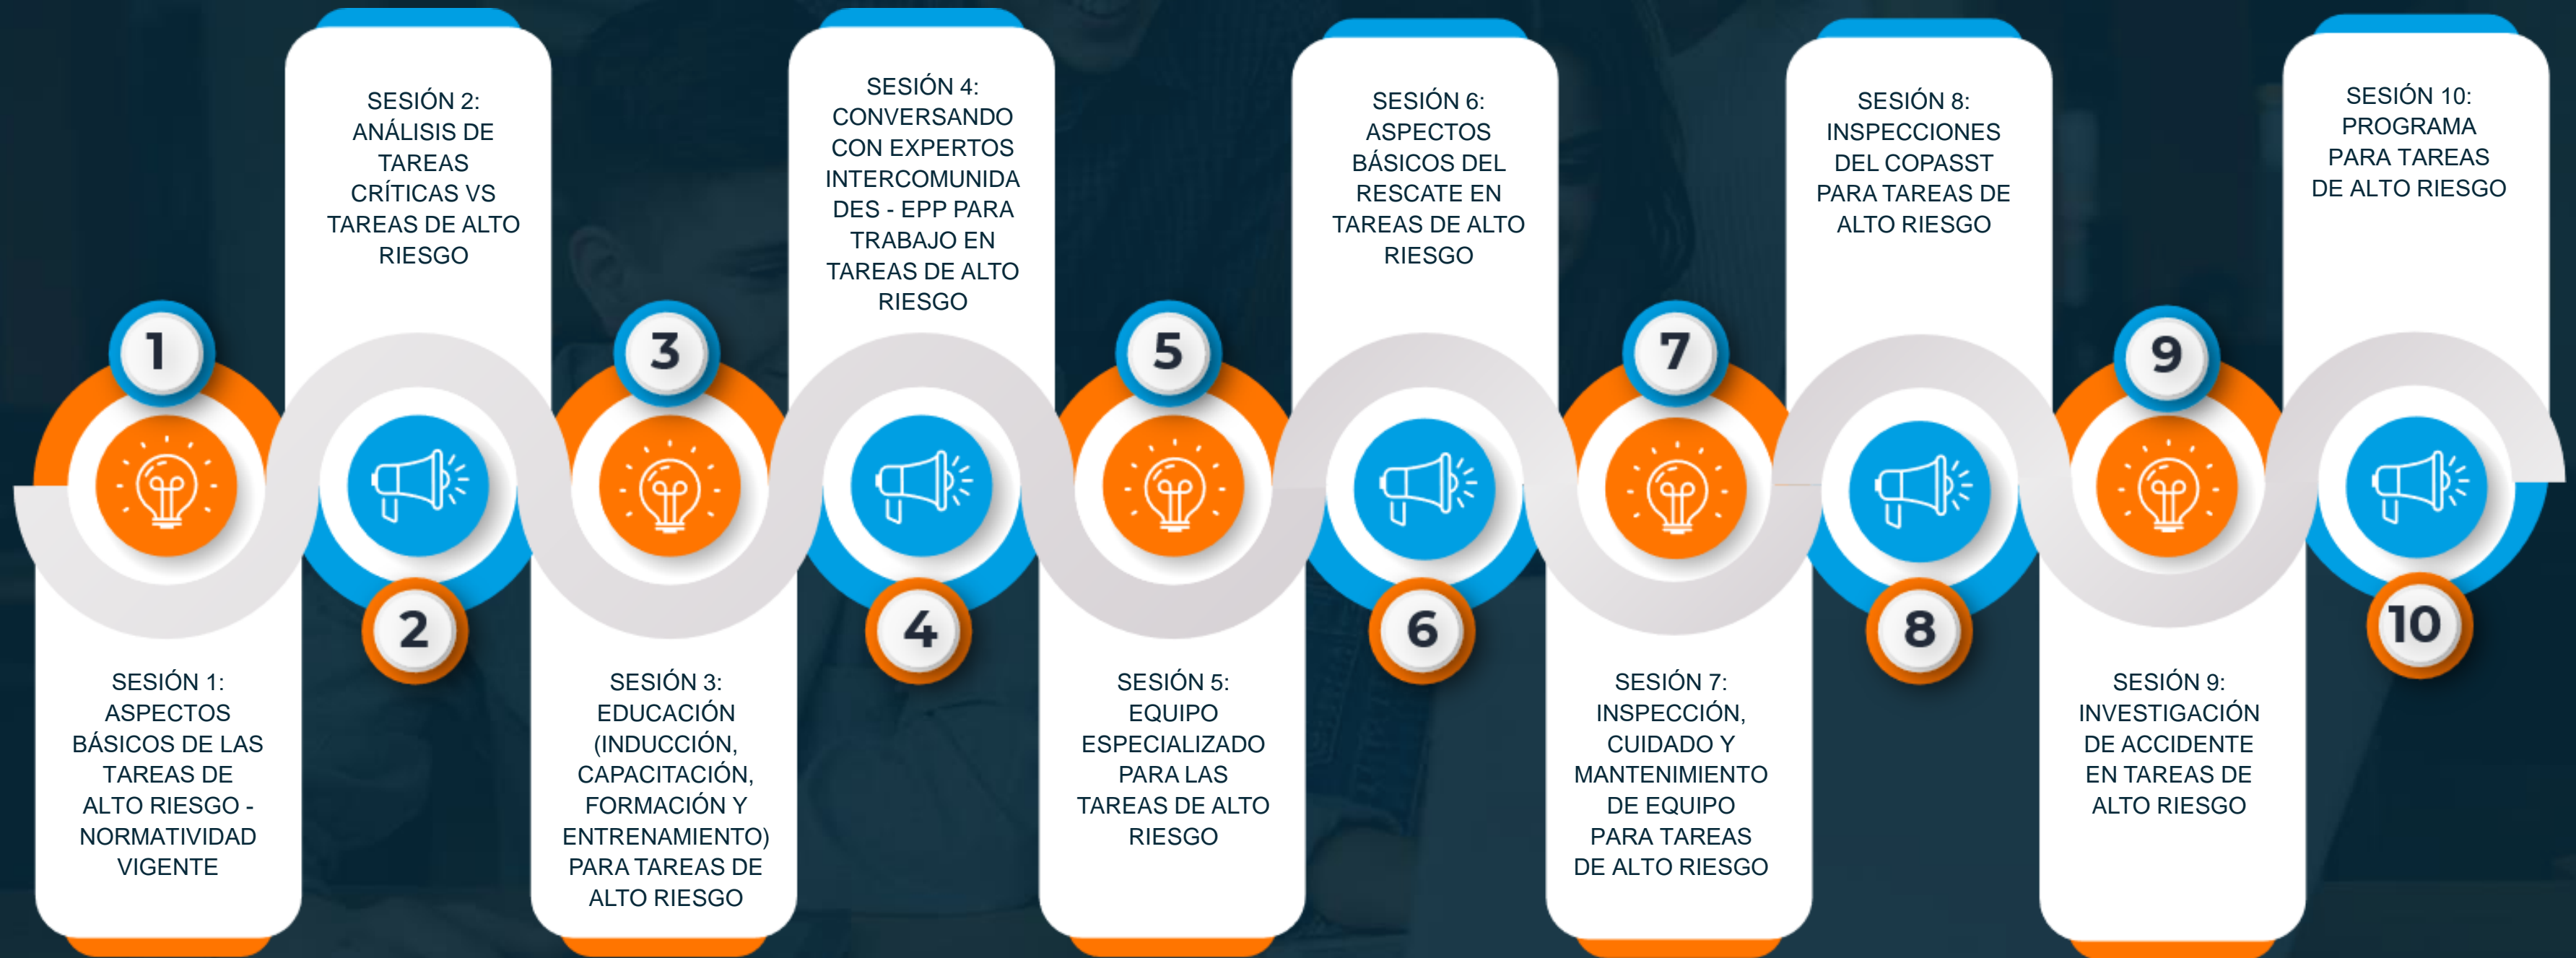 1
SESIÓN 1:
ASPECTOS
BÁSICOS DE LAS
TAREAS DE
ALTO RIESGO -
NORMATIVIDAD
VIGENTE
SESIÓN 2:
ANÁLISIS DE
TAREAS
CRÍTICAS VS
TAREAS DE ALTO
RIESGO
2
3
SESIÓN 3:
EDUCACIÓN
(INDUCCIÓN,
CAPACITACIÓN,
FORMACIÓN Y
ENTRENAMIENTO)
PARA TAREAS DE
ALTO RIESGO
SESIÓN 4:
CONVERSANDO
CON EXPERTOS
INTERCOMUNIDA
DES - EPP PARA
TRABAJO EN
TAREAS DE ALTO
RIESGO
4
5
SESIÓN 5:
EQUIPO
ESPECIALIZADO
PARA LAS
TAREAS DE ALTO
RIESGO
SESIÓN 6:
ASPECTOS
BÁSICOS DEL
RESCATE EN
TAREAS DE ALTO
RIESGO
6
7
SESIÓN 7:
INSPECCIÓN,
CUIDADO Y
MANTENIMIENTO
DE EQUIPO
PARA TAREAS
DE ALTO RIESGO
SESIÓN 8:
INSPECCIONES
DEL COPASST
PARA TAREAS DE
ALTO RIESGO
8
9
SESIÓN 9:
INVESTIGACIÓN
DE ACCIDENTE
EN TAREAS DE
ALTO RIESGO
SESIÓN 10:
PROGRAMA
PARA TAREAS
DE ALTO RIESGO
10